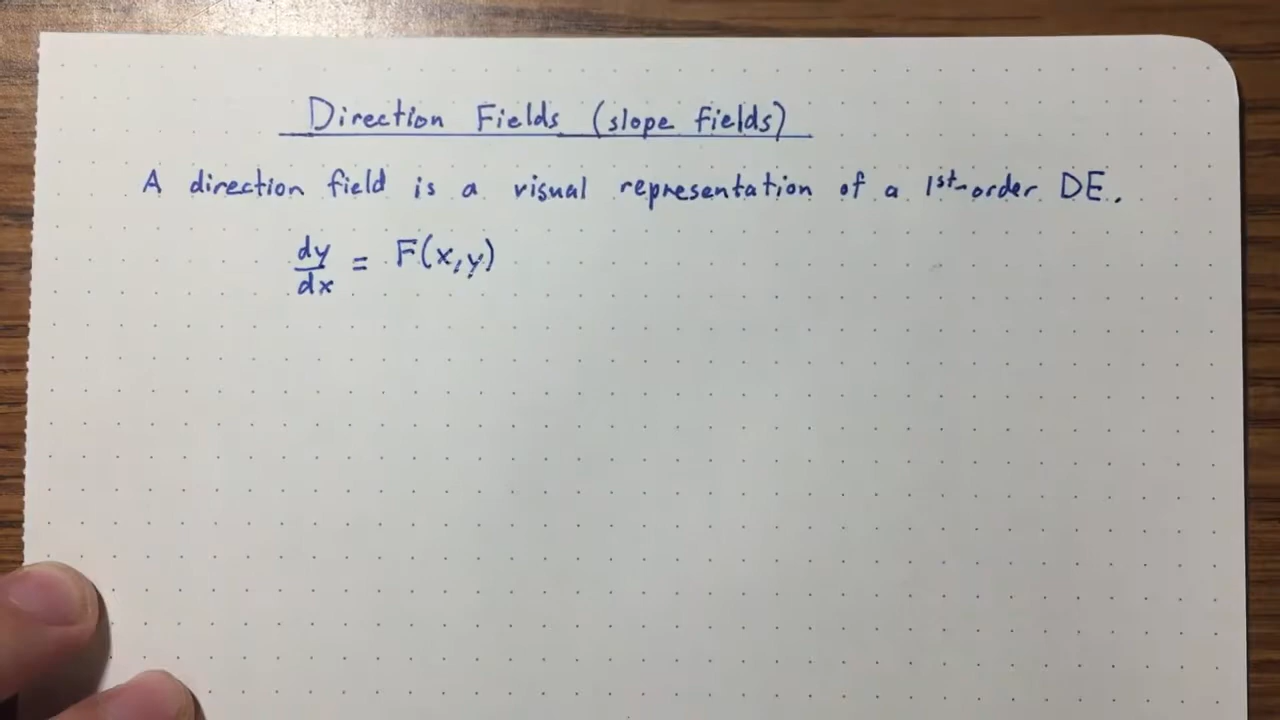 Direction Fields (slope fields)
A direction field is a visual representation of a 1st-order DE.
dy/dx = F(x,y)